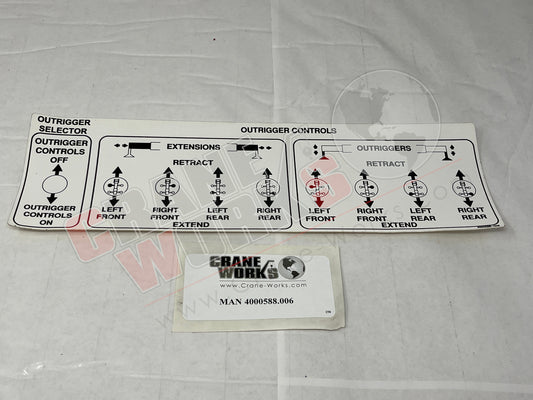 OUTRIGGER
SELECTOR
OUTRIGGER CONTROLS
OUTRIGGER
CONTROLS
OFF
OUTRIGGER
CONTROLS
ON
EXTENSIONS
RETRACT
LEFT
FRONT
RIGHT
FRONT
LEFT
REAR
RIGHT
REAR
EXTEND
OUTRIGGERS
RETRACT
LEFT
FRONT
RIGHT
FRONT
LEFT
REAR
RIGHT
REAR
EXTEND
CRANE
WORKS
CRANE
WORKS
www.Crane-Works.com
MAN 4000588.006